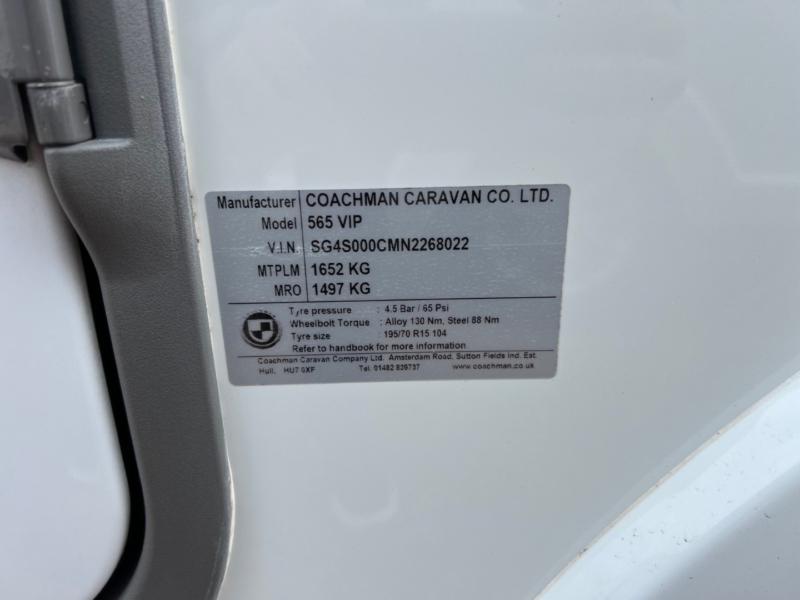 Manufacturer COACHMAN CARAVAN CO. LTD.
Model 565 VIP
V.I.N. SG4S000CMN2268022
MTPLM 1652 KG
MRO 1497 KG
Tyre pressure : 4.5 Bar / 65 Psi
Wheelbolt Torque : Alloy 130 Nm, Steel 88 Nm
Tyre size : 195/70 R15 104
Refer to handbook for more information
Coachman Caravan Company Ltd. Amsterdam Road, Sutton Fields Ind. Est.
Hull, HU7 0XF Tel. 01482 839737 www.coachman.co.uk